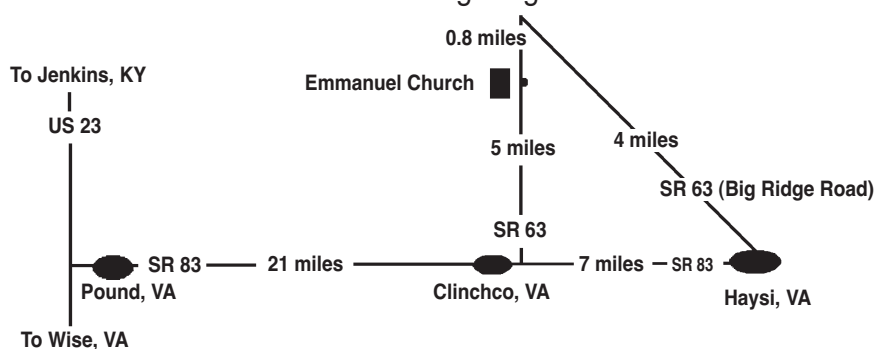 0.8 miles
To Jenkins, KY
Emmanuel Church
US 23
4 miles
5 miles
SR 63 (Big Ridge Road)
SR 63
SR 83
21 miles
7 miles
SR 83
Pound, VA
Clinchco, VA
Haysi, VA
To Wise, VA